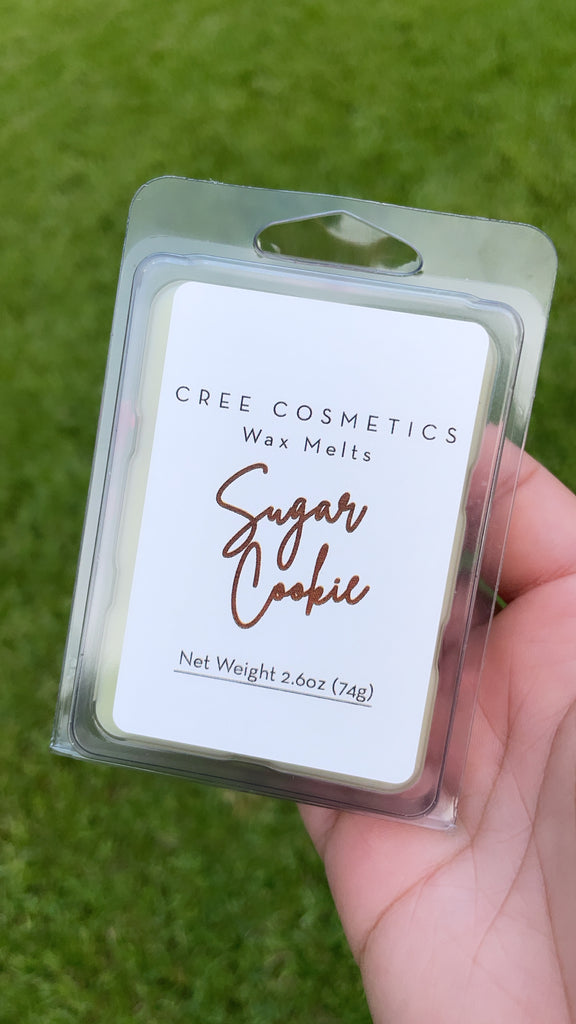 CREE COSMETICS
Wax Melts
Sugar
Cookie
Net Weight 2.6oz (74g)